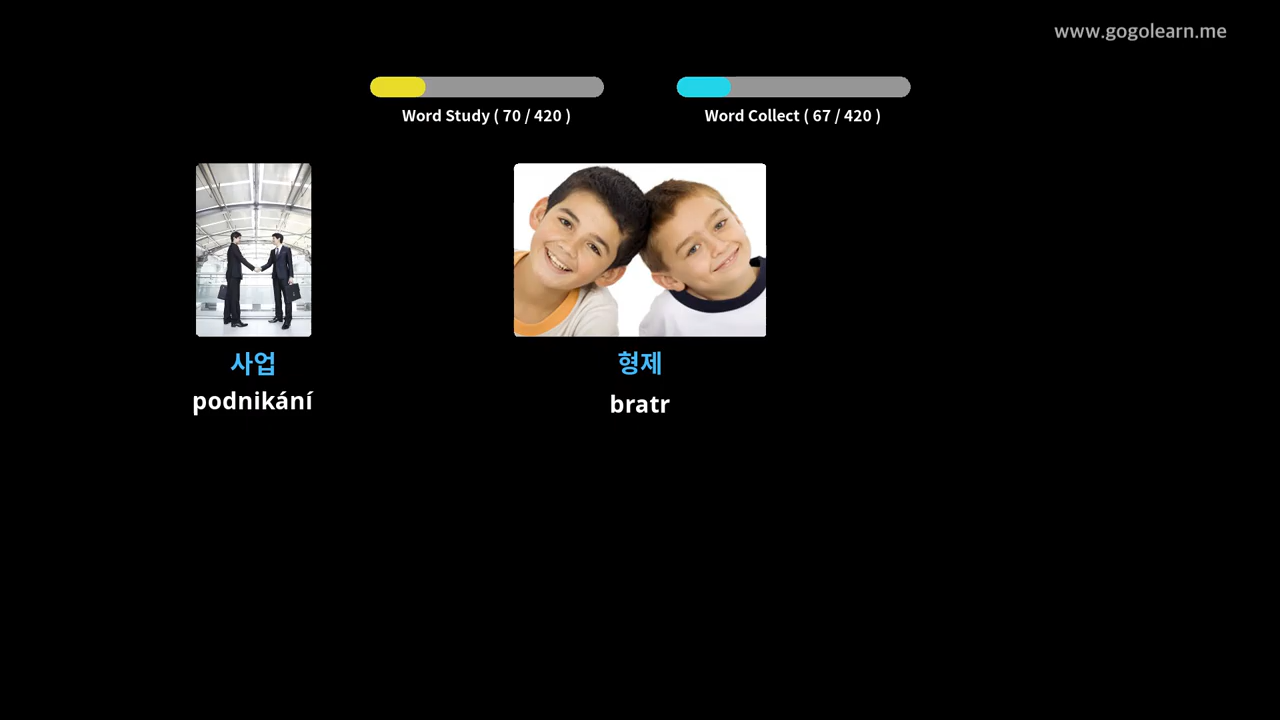 www.gogolearn.me
Word Study ( 70 / 420 )
Word Collect ( 67 / 420 )
사업
podnikání
형제
bratr